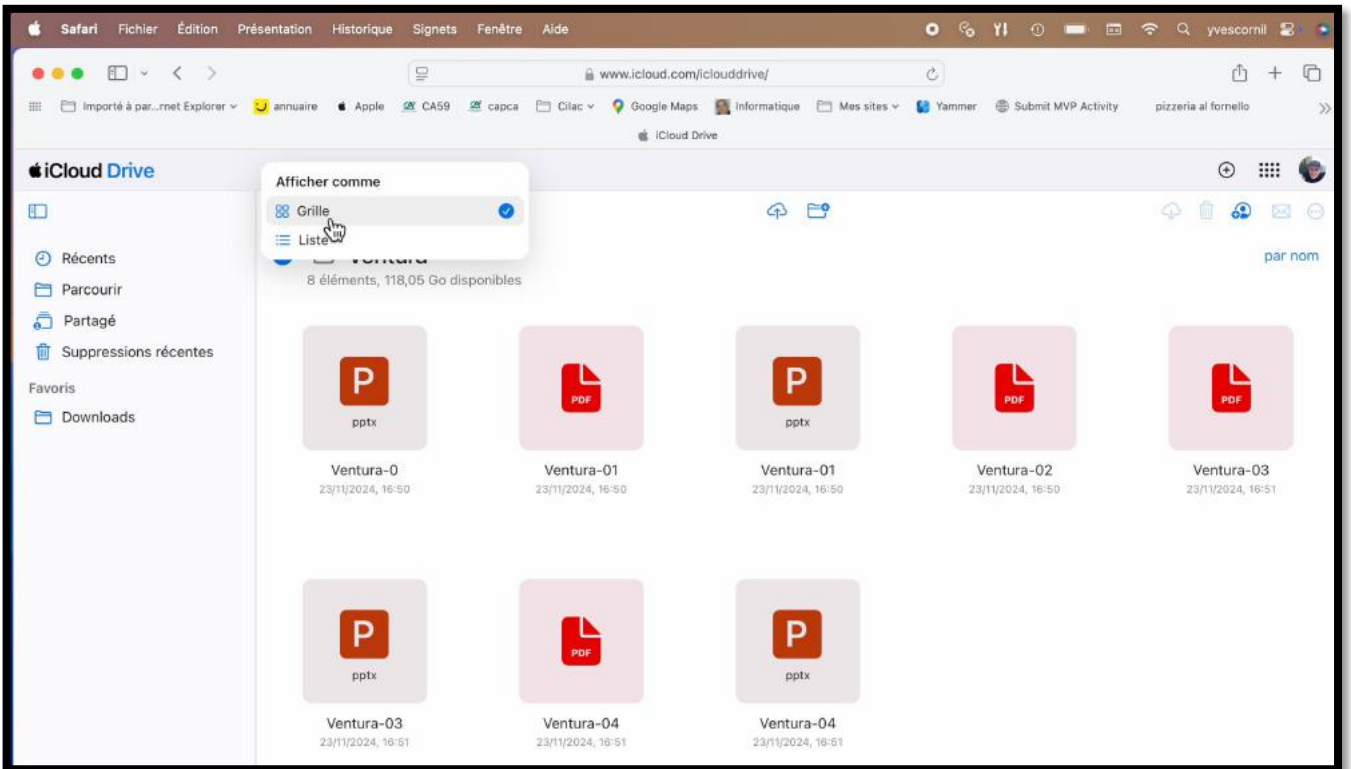 Safari Fichier Édition Présentation Historique Signets Fenêtre Aide yvescornil
www.icloud.com/iclouddrive/
Importé à par...rnet Explorer annuaire Apple CA59 capca Cilac Google Maps Informatique Mes sites Yammer Submit MVP Activity pizzeria al fornello
iCloud Drive
iCloud Drive
Afficher comme
Grille
Liste
Récents
Parcourir
Partagé
Suppressions récentes
Favoris
Downloads
Ventura
par nom
8 éléments, 118,05 Go disponibles
P PDF P PDF PDF
pptx pptx
Ventura-0 Ventura-01 Ventura-01 Ventura-02 Ventura-03
23/11/2024, 16:50 23/11/2024, 16:50 23/11/2024, 16:50 23/11/2024, 16:50 23/11/2024, 16:51
P PDF P
pptx pptx
Ventura-03 Ventura-04 Ventura-04
23/11/2024, 16:51 23/11/2024, 16:51 23/11/2024, 16:51